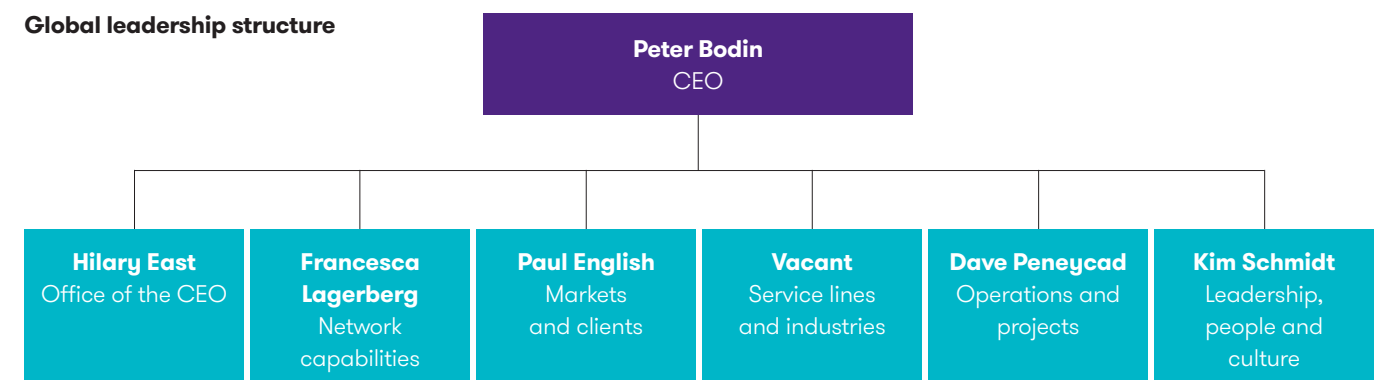 Global leadership structure
Peter Bodin
CEO
Hilary East
Office of the CEO
Francesca
Lagerberg
Network
capabilities
Paul English
Markets
and clients
Vacant
Service lines
and industries
Dave Peneycad
Operations and
projects
Kim Schmidt
Leadership,
people and
culture